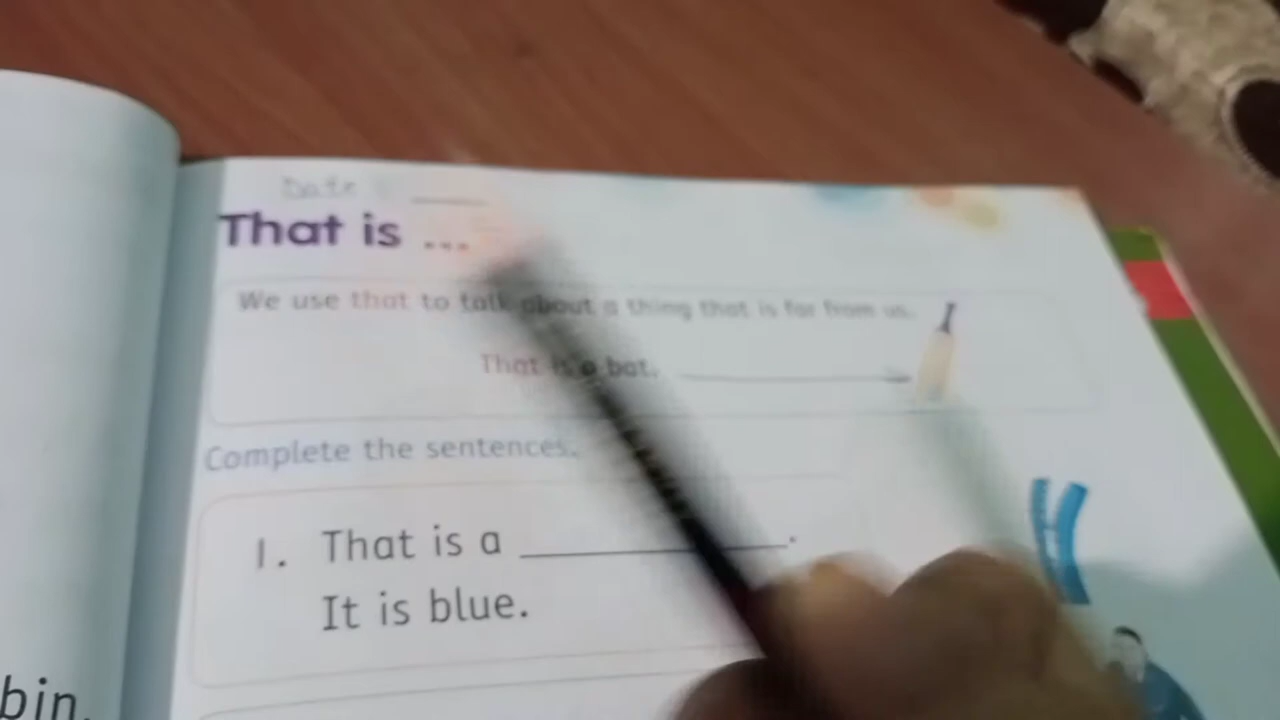 Date
That is ...
We use that to talk about a thing that is far from us.
That is a bat.
Complete the sentences.
1. That is a ____________.
It is blue.
bin.